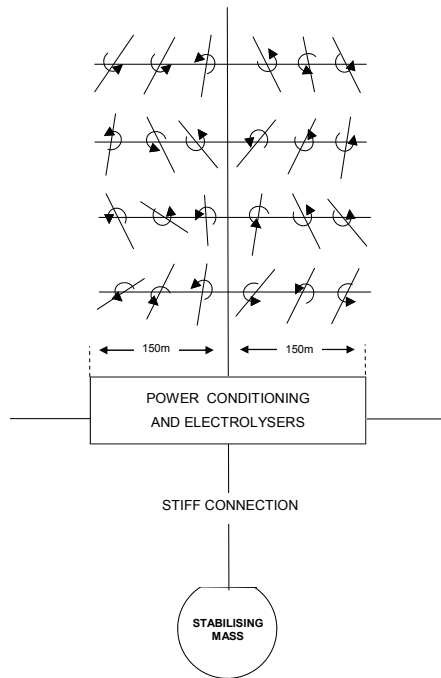 150m 150m
POWER CONDITIONING
AND ELECTROLYSERS
STIFF CONNECTION
STABILISING
MASS